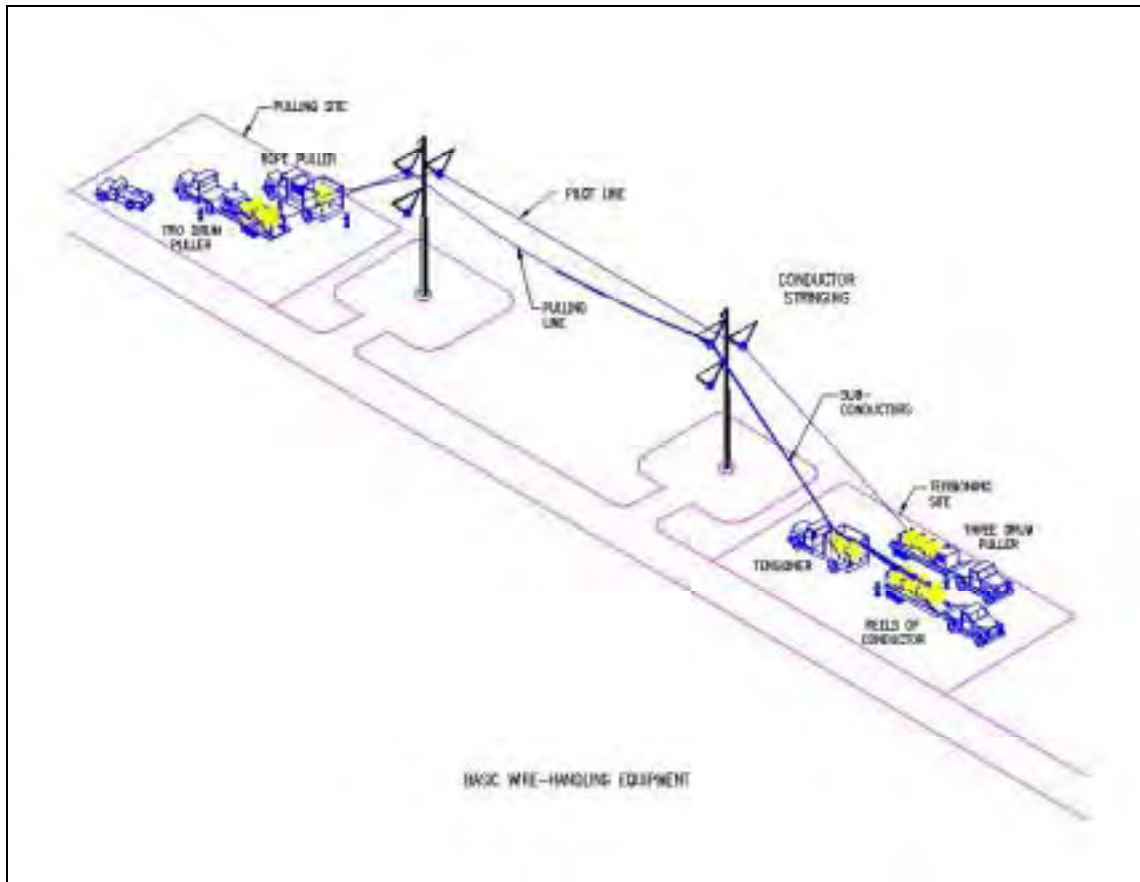 PULLING SITE
ROPE PULLER
TWO DRUM
PULLER
PILOT LINE
PULLING
LINE
CONDUCTOR
STRINGING
SUB-
CONDUCTORS
TENSIONING
SITE
THREE DRUM
PULLER
TENSIONER
REELS OF
CONDUCTOR
BASIC WIRE-HANDLING EQUIPMENT